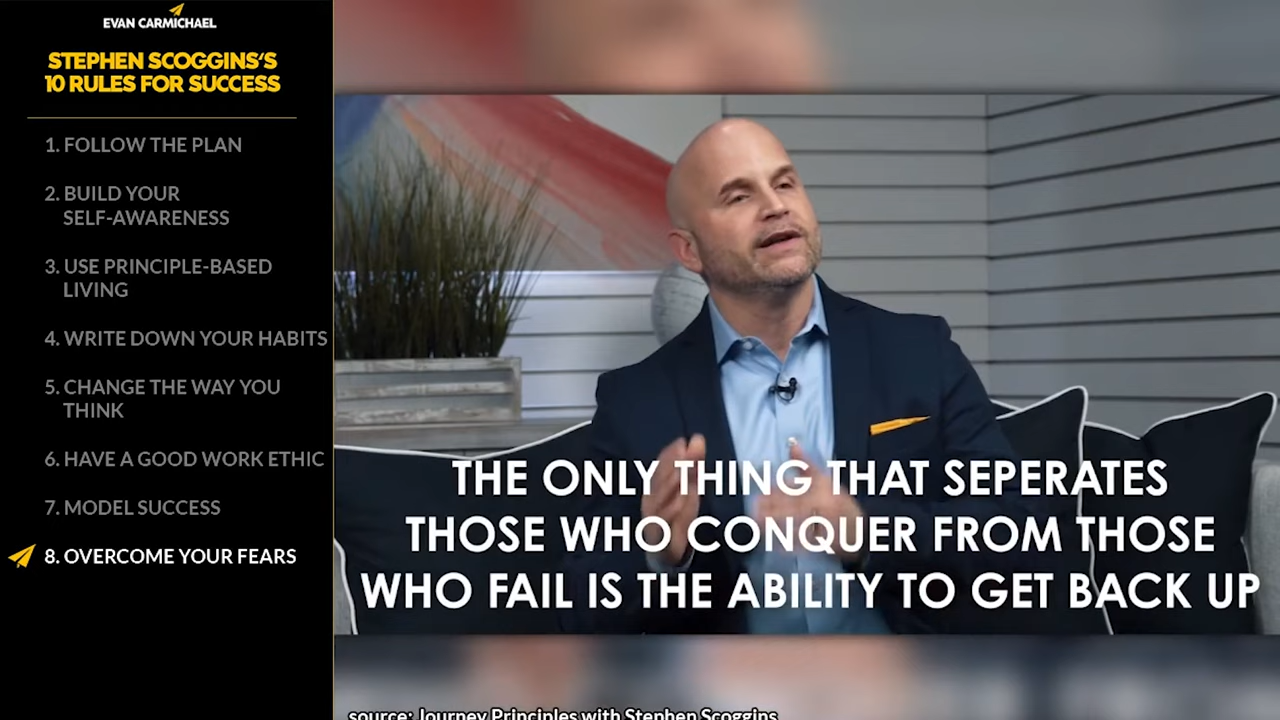 EVAN CARMICHAEL
STEPHEN SCOGGINS'S
10 RULES FOR SUCCESS
1. FOLLOW THE PLAN
2. BUILD YOUR
SELF-AWARENESS
3. USE PRINCIPLE-BASED
LIVING
4. WRITE DOWN YOUR HABITS
5. CHANGE THE WAY YOU
THINK
6. HAVE A GOOD WORK ETHIC
7. MODEL SUCCESS
8. OVERCOME YOUR FEARS
THE ONLY THING THAT SEPERATES
THOSE WHO CONQUER FROM THOSE
WHO FAIL IS THE ABILITY TO GET BACK UP
source: Journey Principles with Stephen Scoggins